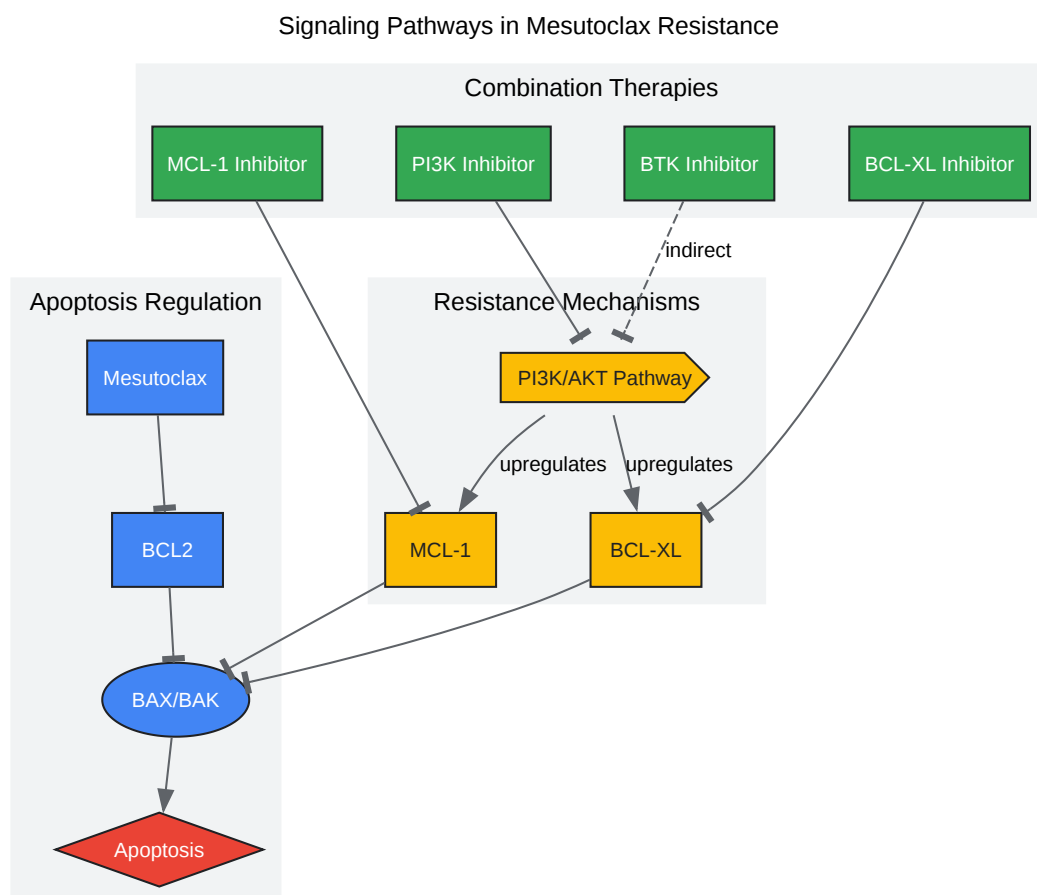 Signaling Pathways in Mesutoclax Resistance
Combination Therapies
MCL-1 Inhibitor
PI3K Inhibitor
BTK Inhibitor
BCL-XL Inhibitor
indirect
Apoptosis Regulation
Resistance Mechanisms
Mesutoclax
PI3K/AKT Pathway
upregulates
upregulates
BCL2
MCL-1
BCL-XL
BAX/BAK
Apoptosis